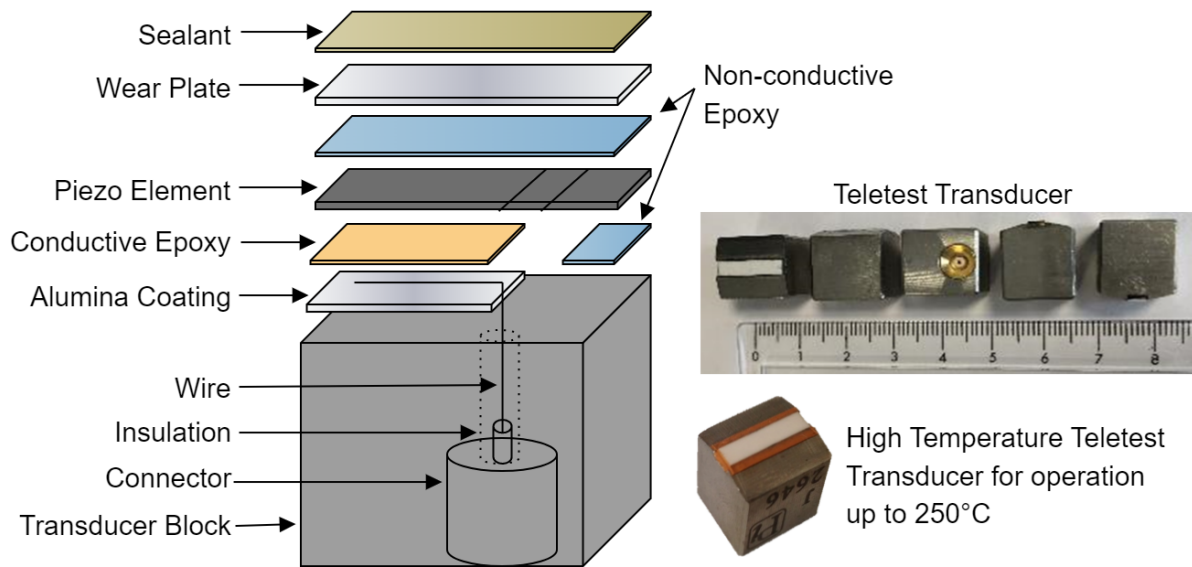 Sealant
Wear Plate
Non-conductive
Epoxy
Piezo Element
Conductive Epoxy
Alumina Coating
Wire
Insulation
Connector
Transducer Block
Teletest Transducer
0 1 2 3 4 5 6 7 8
High Temperature Teletest
Transducer for operation
up to 250°C
J
2646